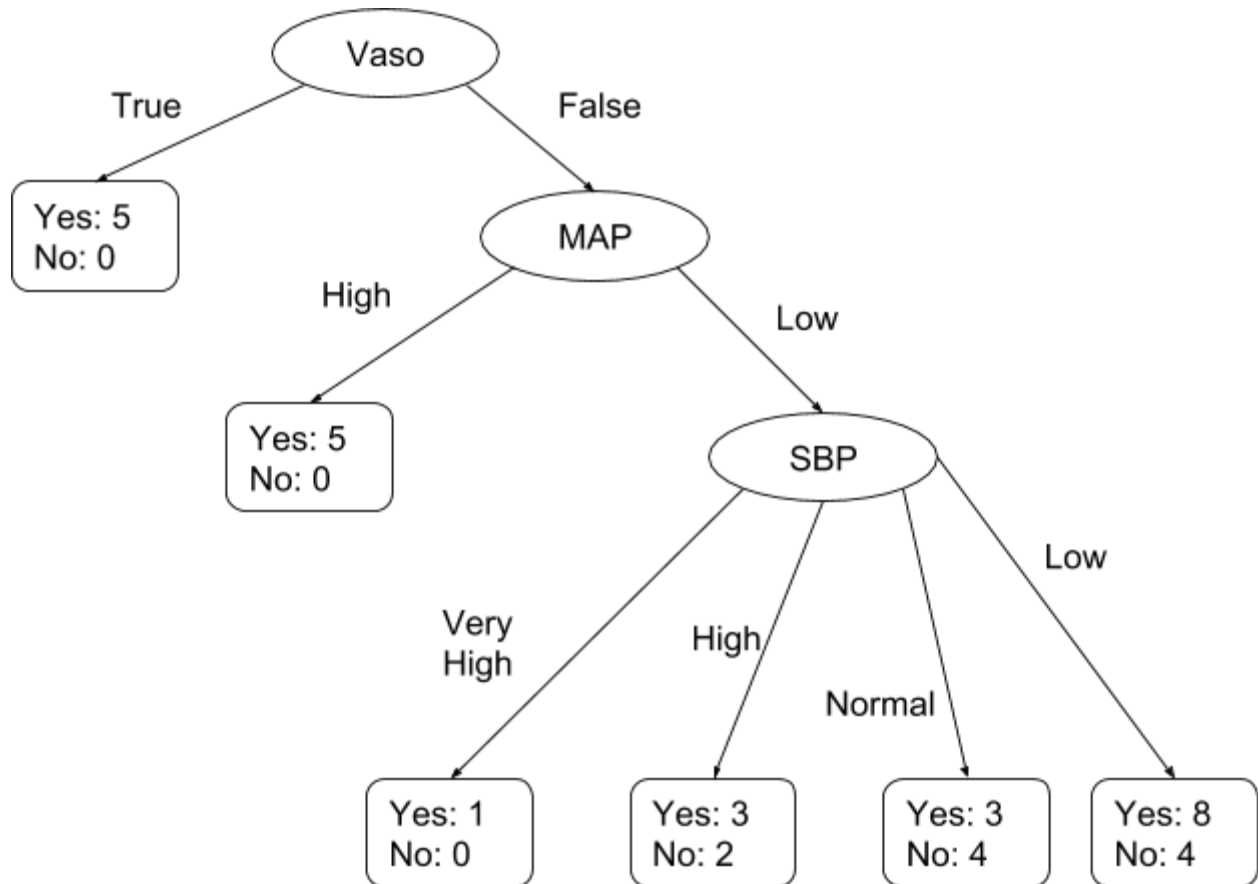 Vaso
True
False
Yes: 5
No: 0
MAP
High
Low
Yes: 5
No: 0
SBP
Very
High
High
Normal
Low
Yes: 1
No: 0
Yes: 3
No: 2
Yes: 3
No: 4
Yes: 8
No: 4